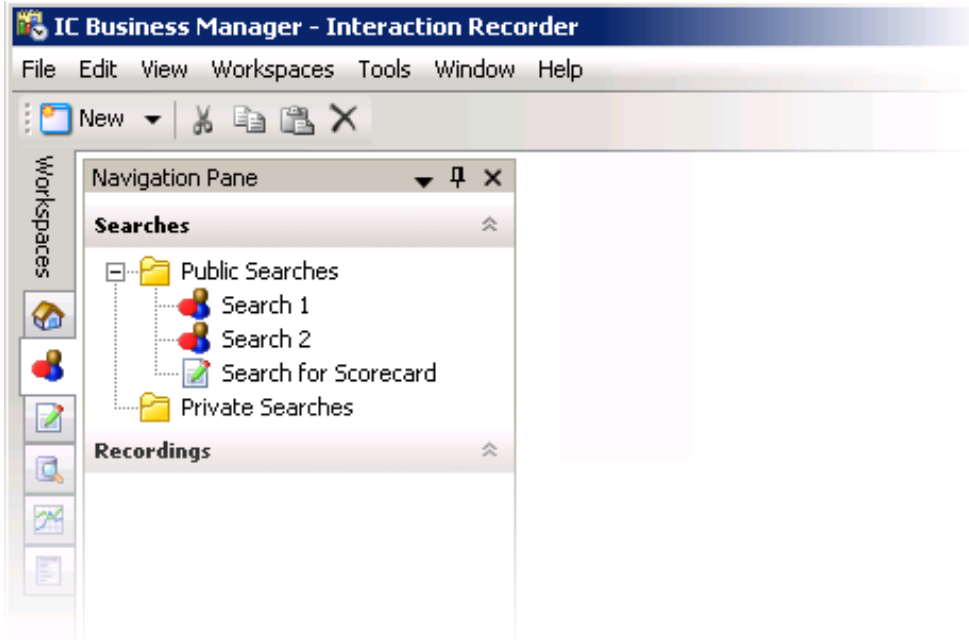 IC Business Manager - Interaction Recorder
File Edit View Workspaces Tools Window Help
New
Workspaces
Navigation Pane
Searches
Public Searches
Search 1
Search 2
Search for Scorecard
Private Searches
Recordings